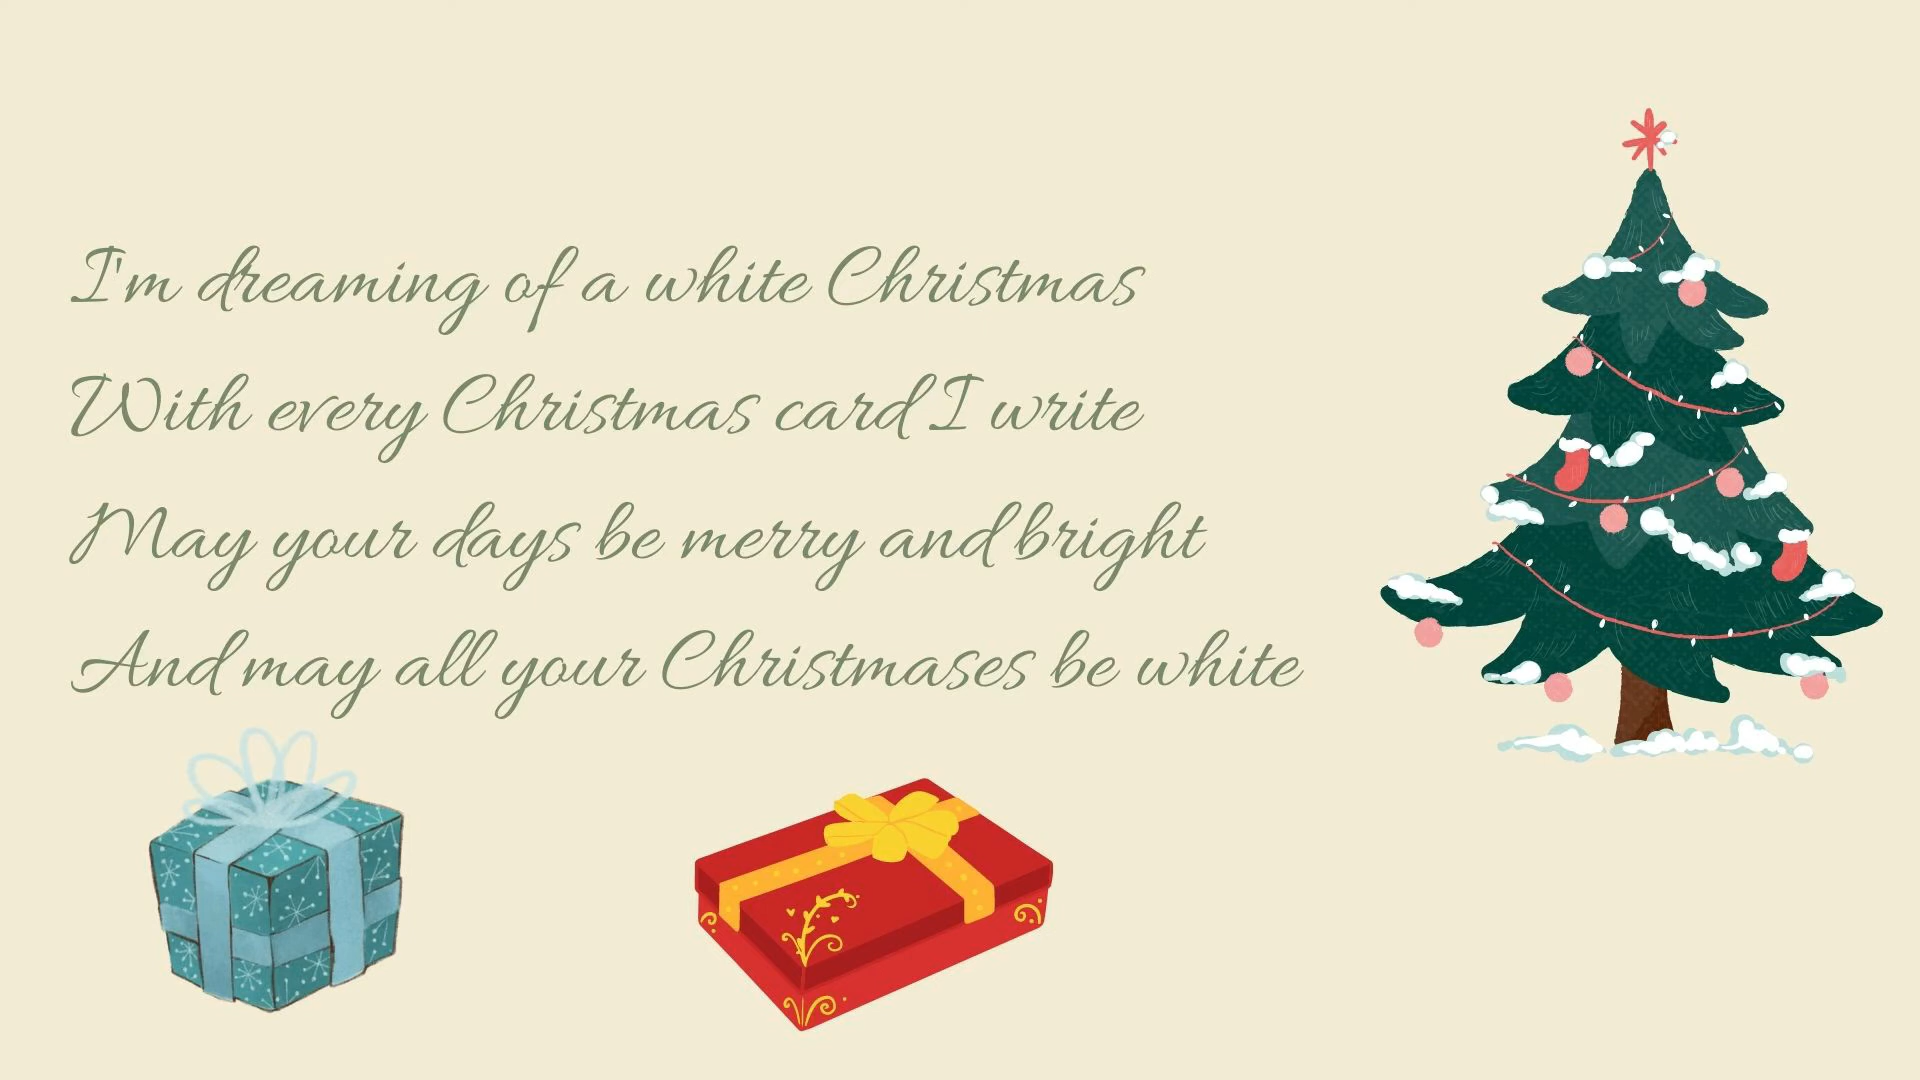 I'm dreaming of a white Christmas
With every Christmas card I write
May your days be merry and bright
And may all your Christmases be white